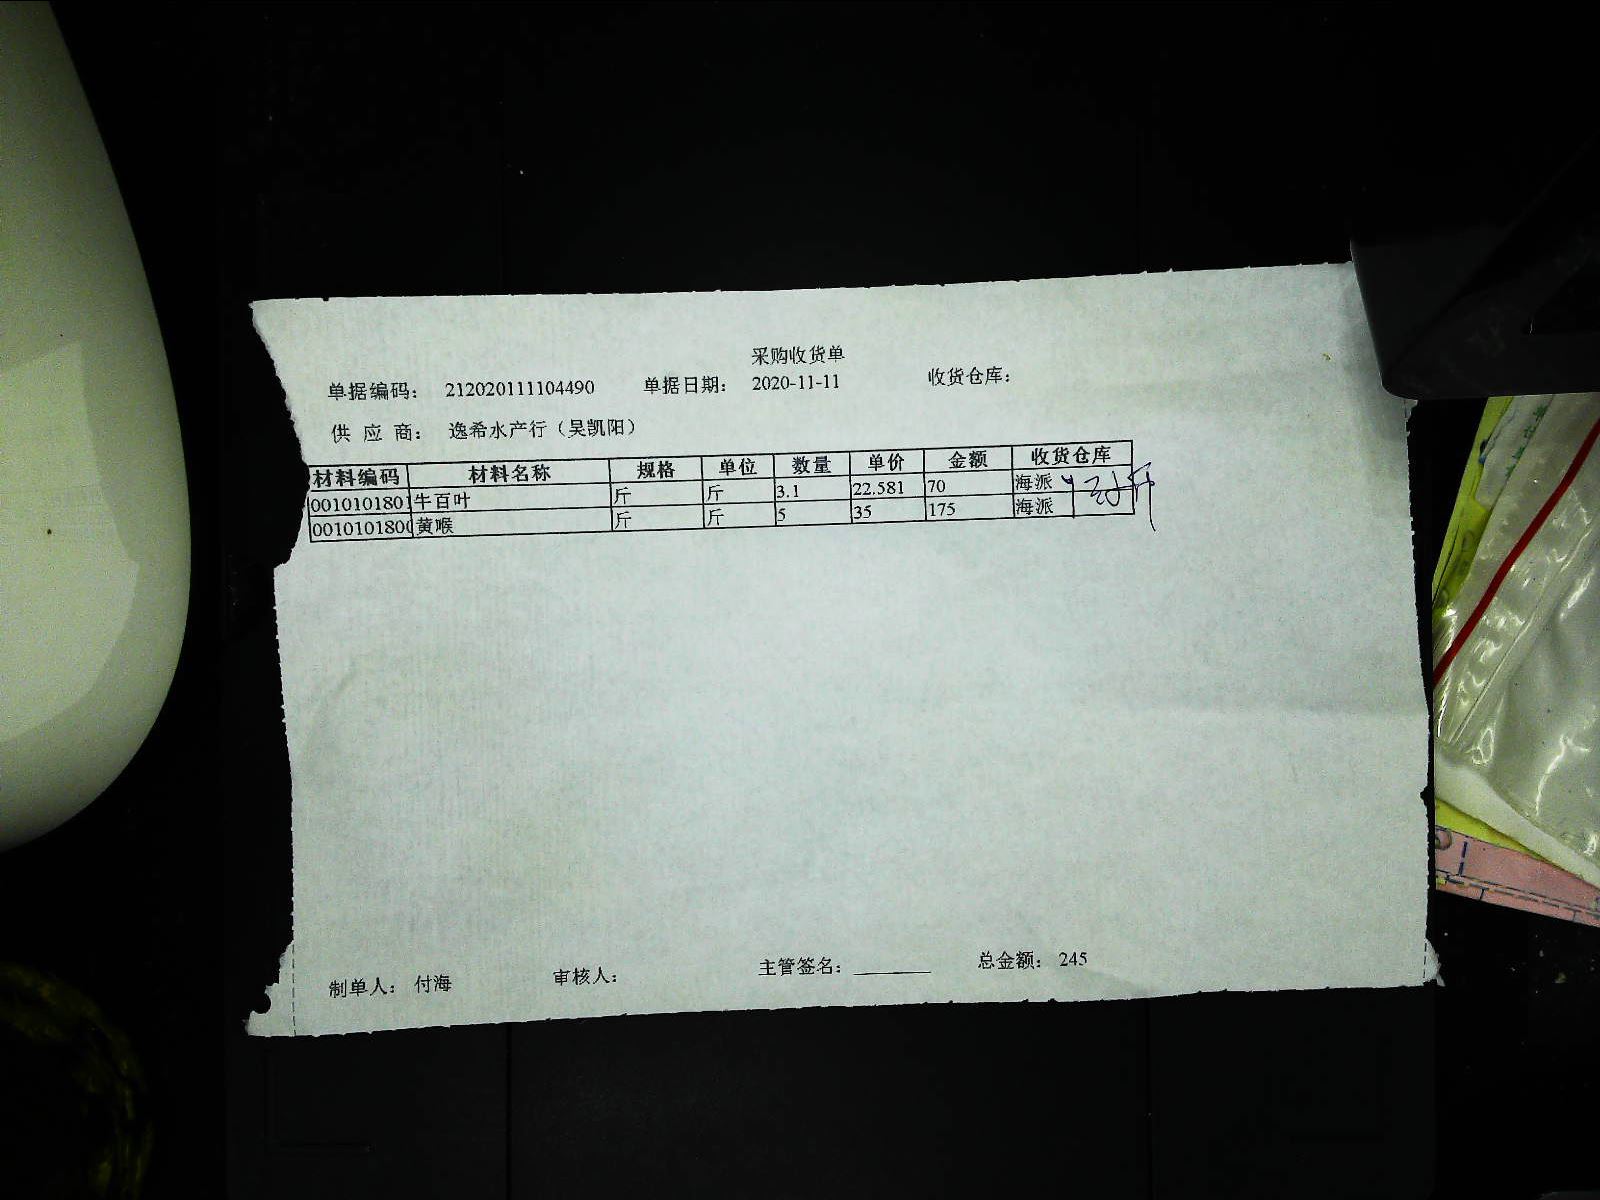 采购收货单
单据编码： 212020111104490 单据日期： 2020-11-11 收货仓库：
供 应 商： 逸希水产行（吴凯阳）
材料编码 材料名称 规格 单位 数量 单价 金额 收货仓库
0010101801 牛百叶 斤 斤 3.1 22.581 70 海派
0010101800 黄喉 斤 斤 5 35 175 海派
制单人： 付海 审核人： 主管签名： ________ 总金额： 245